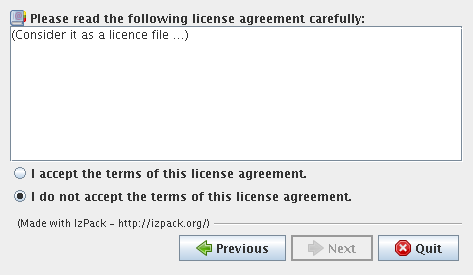 Please read the following license agreement carefully:
(Consider it as a licence file ...)
I accept the terms of this license agreement.
I do not accept the terms of this license agreement.
(Made with IzPack - http://izpack.org/)
Previous
Next
Quit